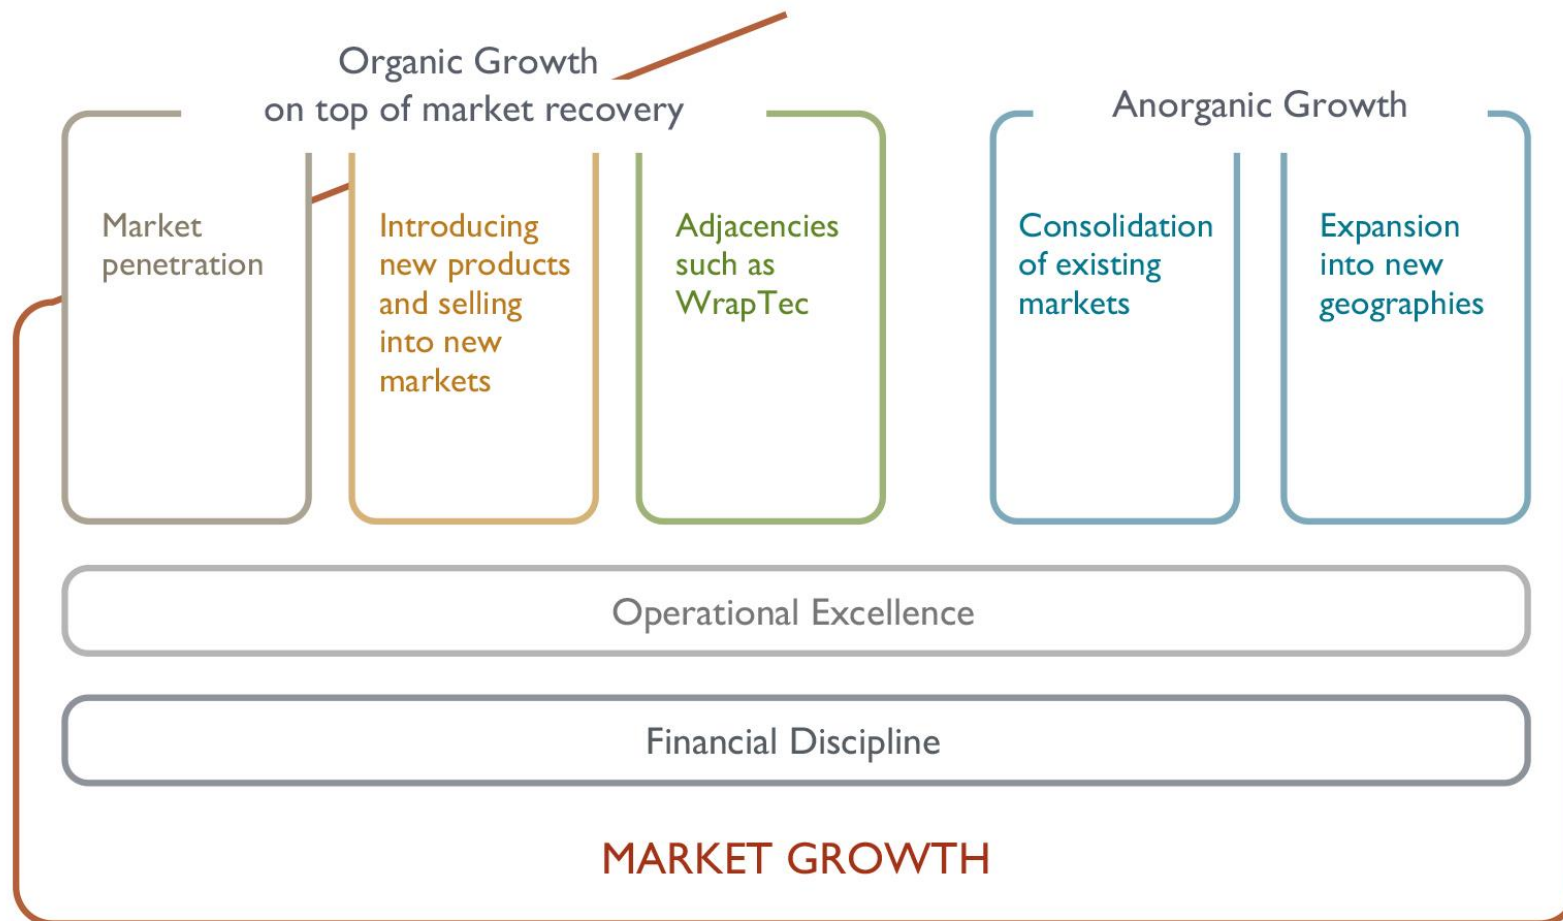 Organic Growth
on top of market recovery
Anorganic Growth
Market
penetration
Introducing
new products
and selling
into new
markets
Adjacencies
such as
WrapTec
Consolidation
of existing
markets
Expansion
into new
geographies
Operational Excellence
Financial Discipline
MARKET GROWTH